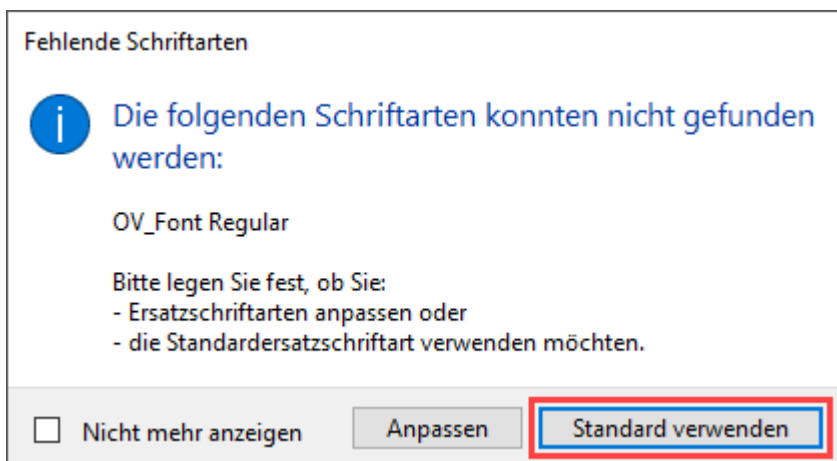 Fehlende Schriftarten
Die folgenden Schriftarten konnten nicht gefunden
werden:
OV_Font Regular
Bitte legen Sie fest, ob Sie:
- Ersatzschriftarten anpassen oder
- die Standardersatzschriftart verwenden möchten.
Nicht mehr anzeigen
Anpassen
Standard verwenden